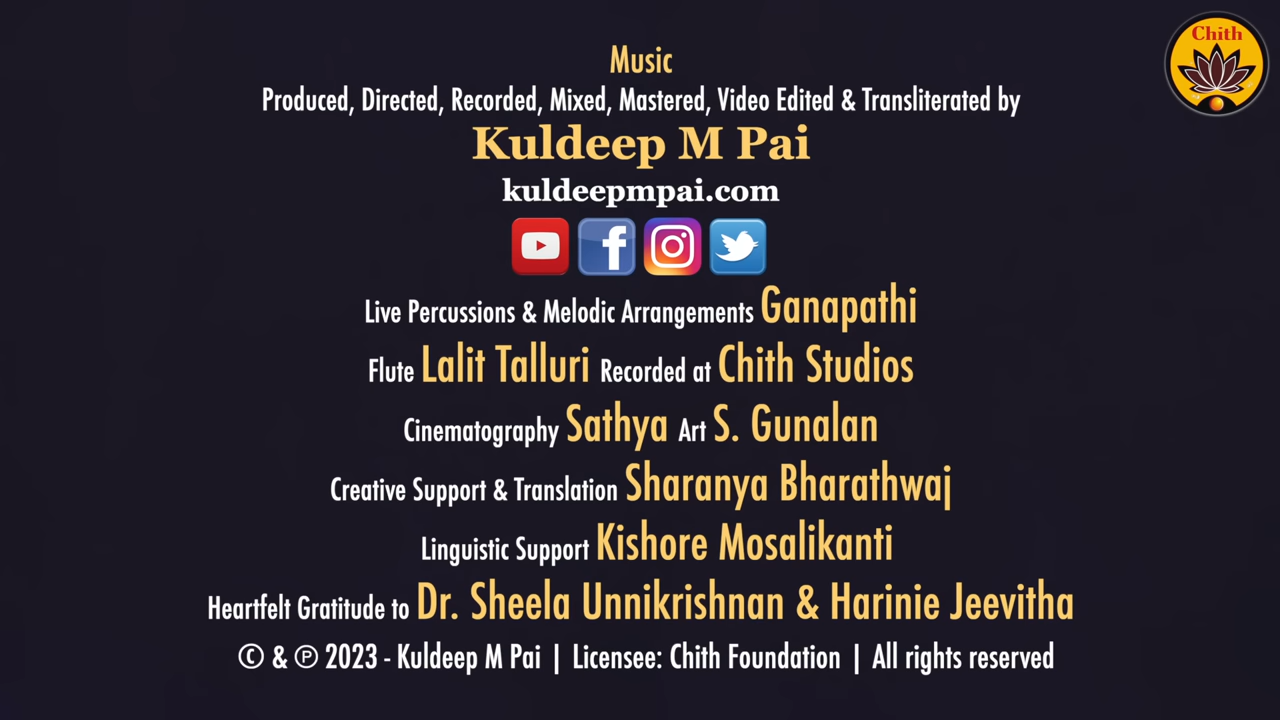 Chith
Music
Produced, Directed, Recorded, Mixed, Mastered, Video Edited & Transliterated by
Kuldeep M Pai
kuldeepmpai.com
Live Percussions & Melodic Arrangements Ganapathi
Flute Lalit Talluri Recorded at Chith Studios
Cinematography Sathya Art S. Gunalan
Creative Support & Translation Sharanya Bharathwaj
Linguistic Support Kishore Mosalikanti
Heartfelt Gratitude to Dr. Sheela Unnikrishnan & Harinie Jeevitha
© & ℗ 2023 - Kuldeep M Pai | Licensee: Chith Foundation | All rights reserved